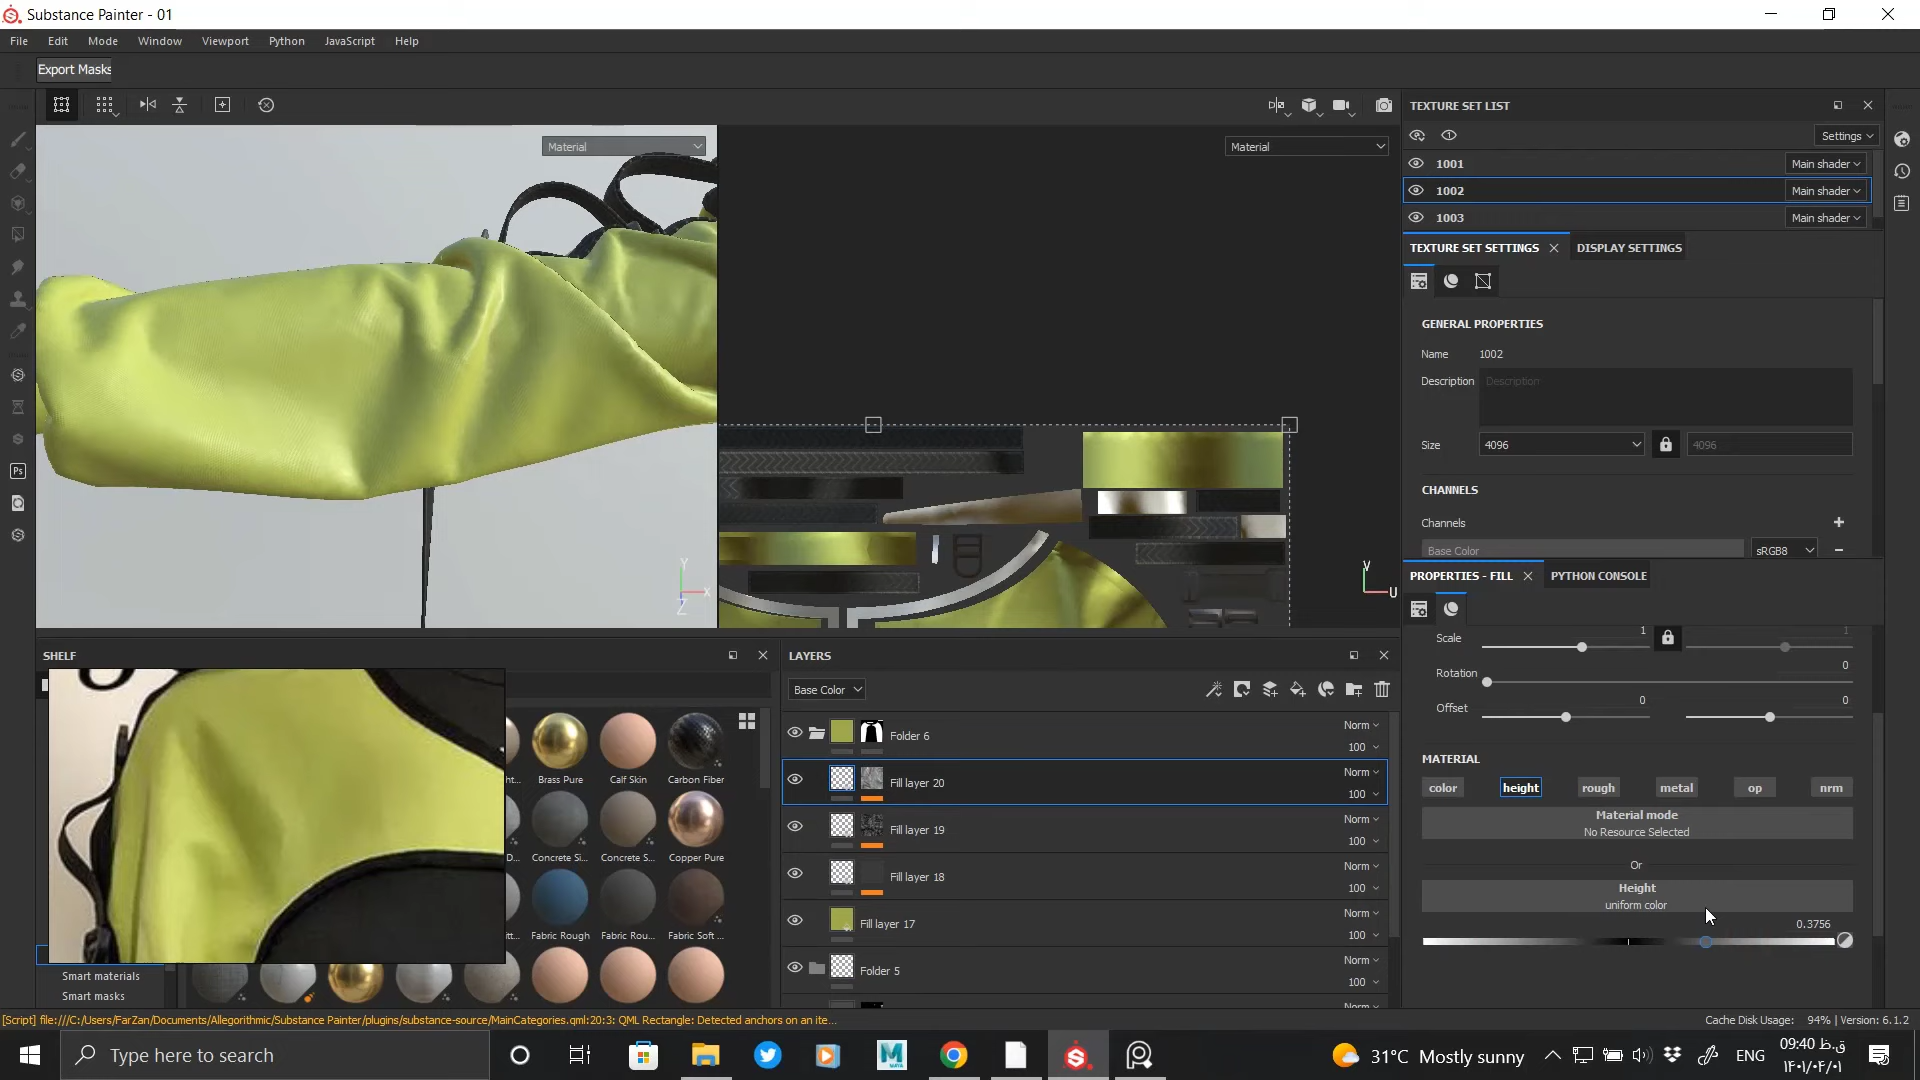 Substance Painter - 01
File Edit Mode Window Viewport Python JavaScript Help
Export Masks
Material
Material
TEXTURE SET LIST
Settings
1001 Main shader
1002 Main shader
1003 Main shader
TEXTURE SET SETTINGS DISPLAY SETTINGS
GENERAL PROPERTIES
Name 1002
Description Description
Size 4096 4096
CHANNELS
Channels
Base Color sRGB8
Y
X
Z
V
U
Ps
PROPERTIES - FILL PYTHON CONSOLE
Scale 1 1
Rotation 0
Offset 0 0
MATERIAL
color height rough metal op nrm
Material mode
No Resource Selected
Or
Height
uniform color
0.3756
SHELF
Brass Pure Calf Skin Carbon Fiber
Concrete Si... Concrete S... Copper Pure
Fabric Rough Fabric Rou... Fabric Soft ...
Smart materials
Smart masks
LAYERS
Base Color
Folder 6 Norm 100
Fill layer 20 Norm 100
Fill layer 19 Norm 100
Fill layer 18 Norm 100
Fill layer 17 Norm 100
Folder 5 Norm 100
[Script] file:///C:/Users/FarZan/Documents/Allegorithmic/Substance Painter/plugins/substance-source/MainCategories.qml:20:3: QML Rectangle: Detected anchors on an ite...
Cache Disk Usage: 94% | Version: 6.1.2
Type here to search
MAYA
31°C Mostly sunny
ENG
09:40 ق.ظ
۱۴۰۱/۰۴/۰۱